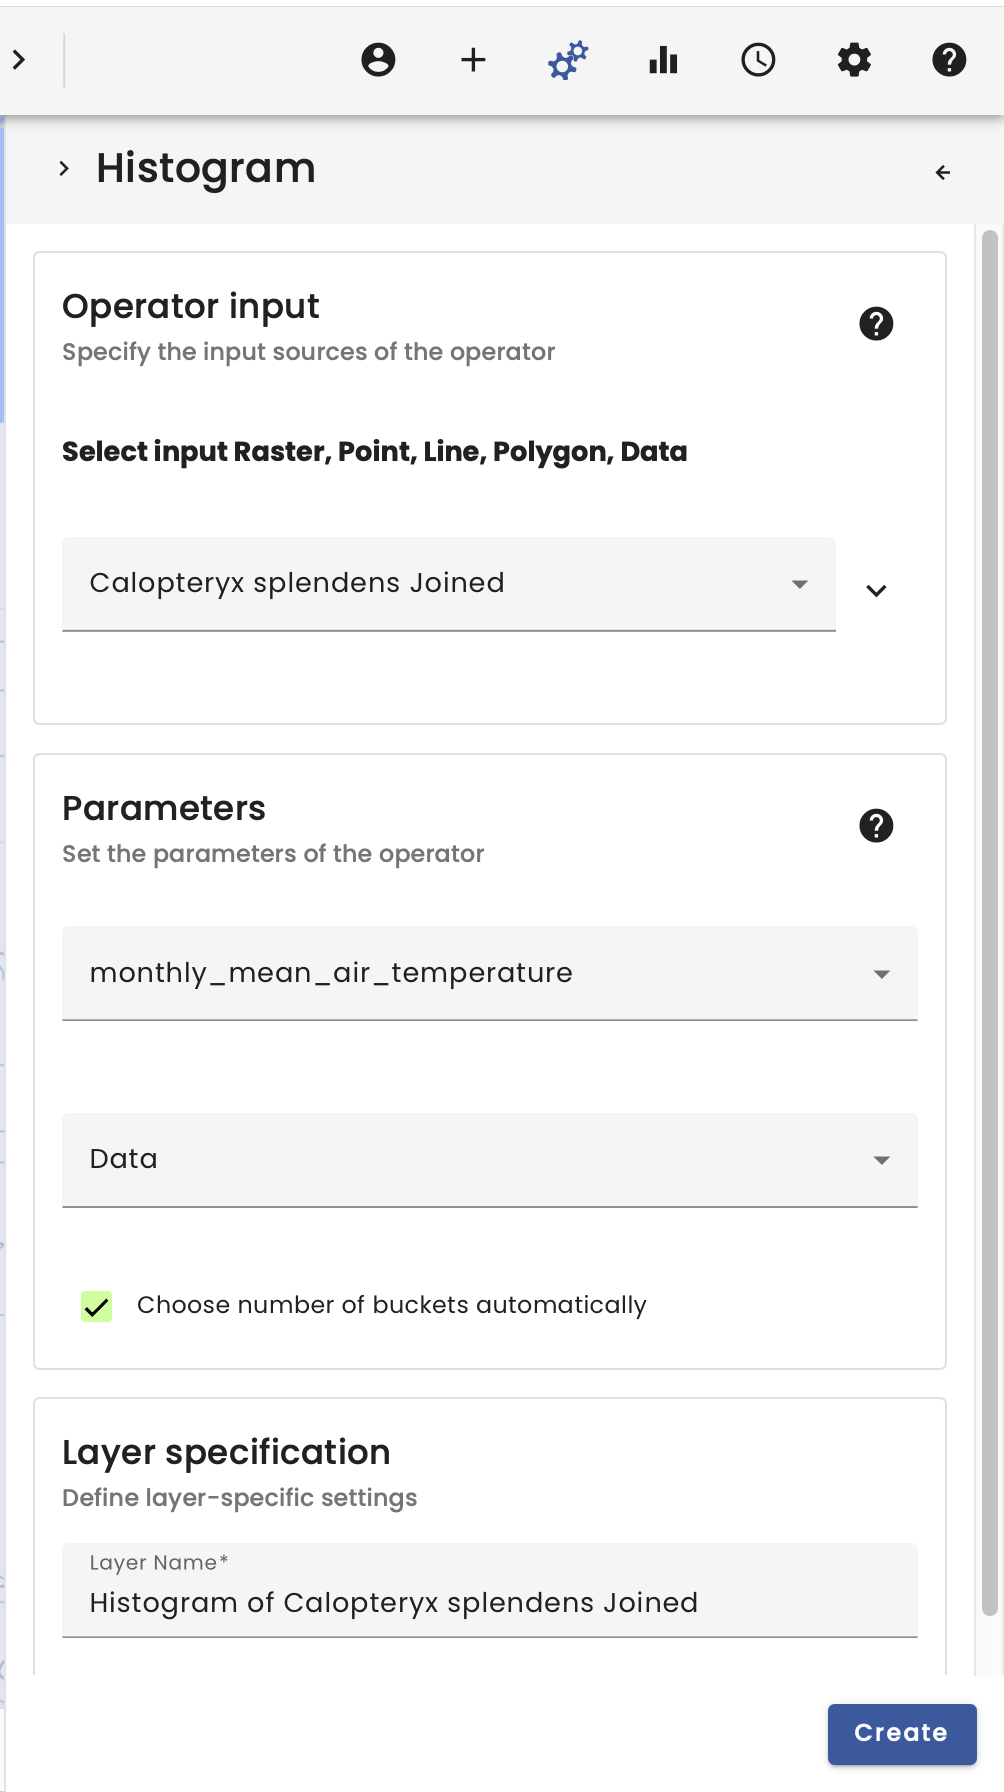 Histogram
Operator input
Specify the input sources of the operator
Select input Raster, Point, Line, Polygon, Data
Calopteryx splendens Joined
Parameters
Set the parameters of the operator
monthly_mean_air_temperature
Data
Choose number of buckets automatically
Layer specification
Define layer-specific settings
Layer Name*
Histogram of Calopteryx splendens Joined
Create